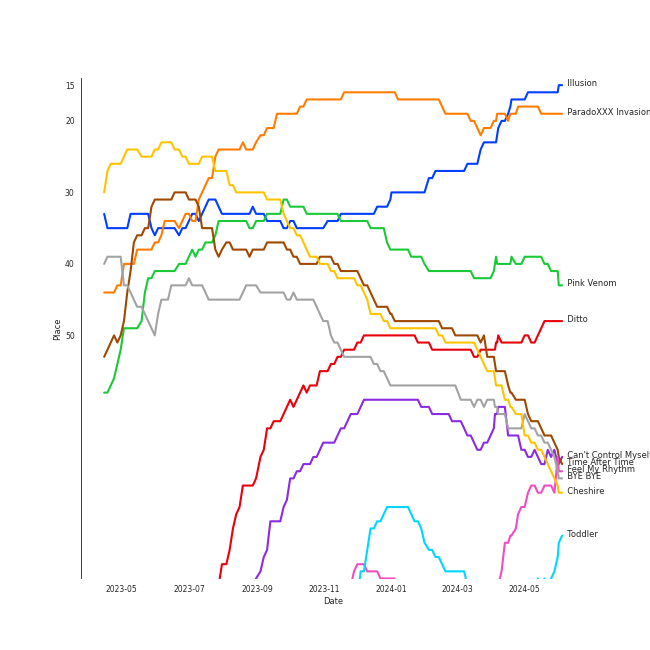 15
20
30
40
50
Place
2023-05
2023-07
2023-09
2023-11
2024-01
2024-03
2024-05
Date
Illusion
ParadoXXX Invasion
Pink Venom
Ditto
Can't Control Myself
Time After Time
Feel My Rhythm
BYE BYE
Cheshire
Toddler